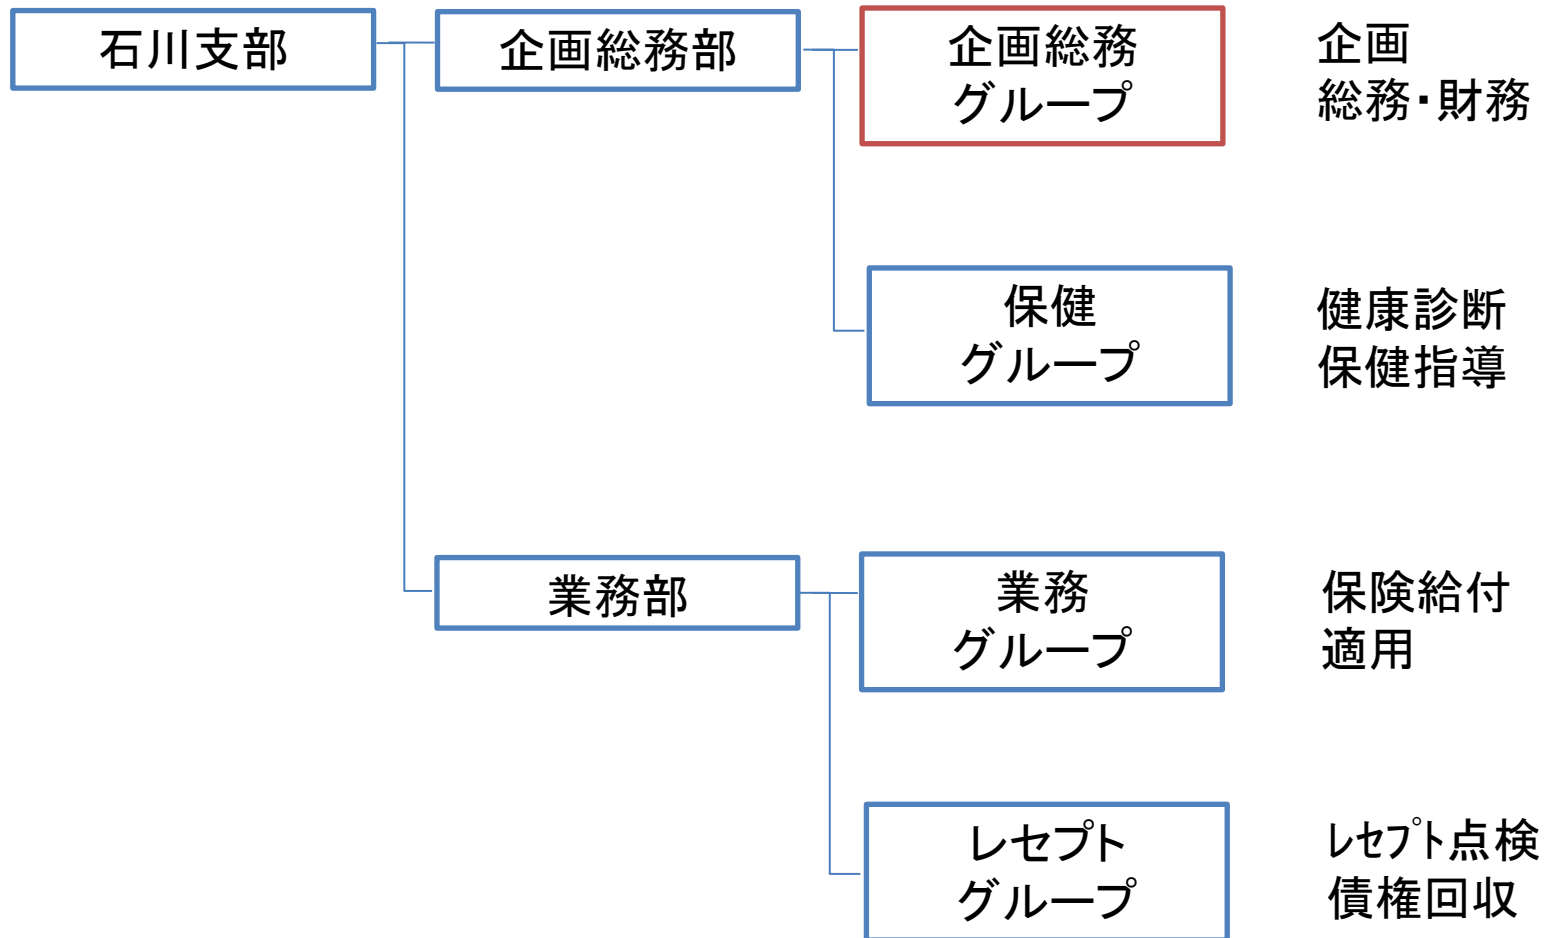 石川支部
企画総務部
企画総務
グループ
企画
総務・財務
保健
グループ
健康診断
保健指導
業務部
業務
グループ
保険給付
適用
レセプト
グループ
ﾚｾﾌﾟﾄ点検
債権回収